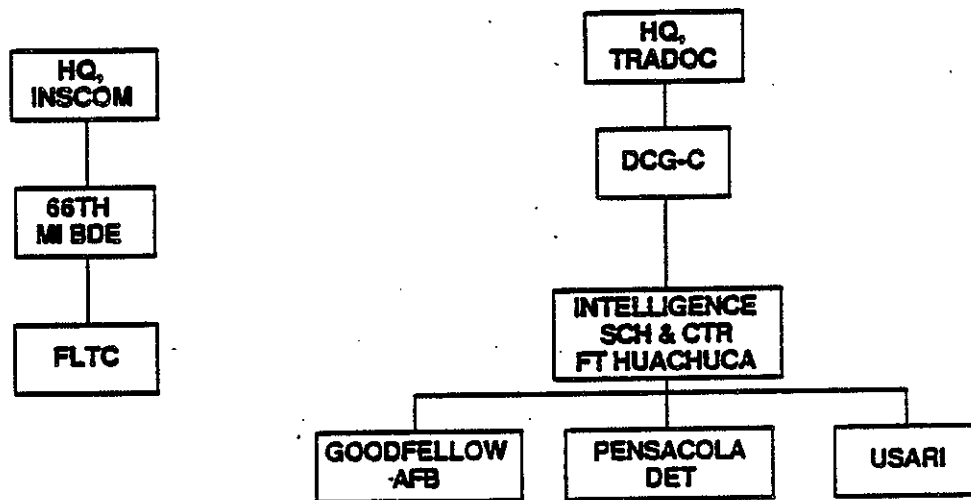 HQ,
INSCOM
66TH
MI BDE
FLTC
HQ,
TRADOC
DCG-C
INTELLIGENCE
SCH & CTR
FT HUACHUCA
GOODFELLOW
-AFB
PENSACOLA
DET
USARI